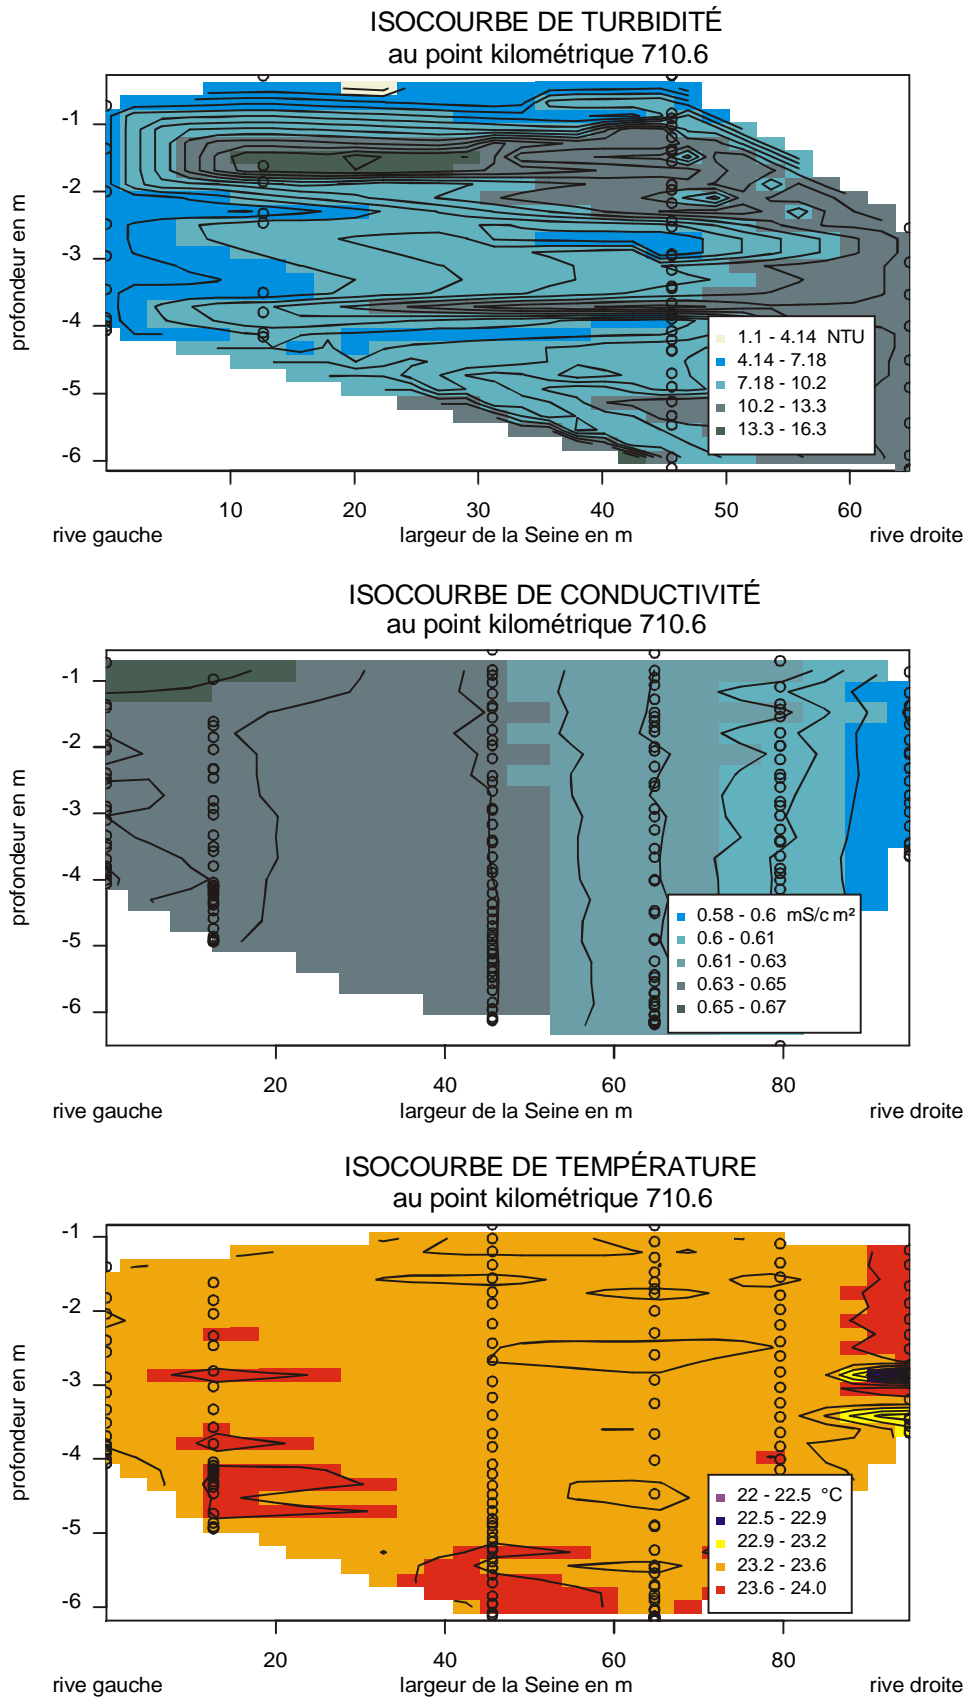 ISOCOURBE DE TURBIDITÉ
au point kilométrique 710.6
profondeur en m
-1
-2
-3
-4
-5
-6
1.1 - 4.14 NTU
4.14 - 7.18
7.18 - 10.2
10.2 - 13.3
13.3 - 16.3
10 20 30 40 50 60
rive gauche largeur de la Seine en m rive droite
ISOCOURBE DE CONDUCTIVITÉ
au point kilométrique 710.6
profondeur en m
-1
-2
-3
-4
-5
-6
0.58 - 0.6 mS/c m²
0.6 - 0.61
0.61 - 0.63
0.63 - 0.65
0.65 - 0.67
20 40 60 80
rive gauche largeur de la Seine en m rive droite
ISOCOURBE DE TEMPÉRATURE
au point kilométrique 710.6
profondeur en m
-1
-2
-3
-4
-5
-6
22 - 22.5 °C
22.5 - 22.9
22.9 - 23.2
23.2 - 23.6
23.6 - 24.0
20 40 60 80
rive gauche largeur de la Seine en m rive droite